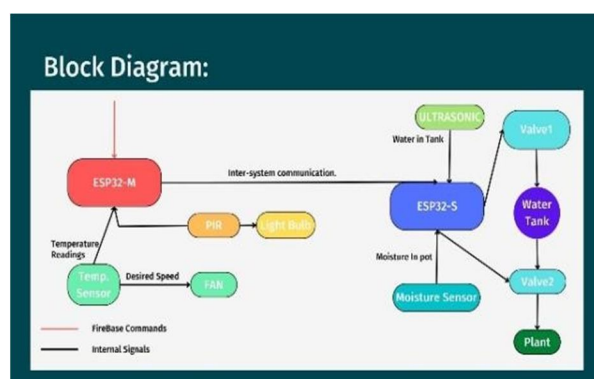 Block Diagram:
ULTRASONIC
Valve1
Water in Tank
Inter-system communication.
ESP32-M
ESP32-S
Water
Tank
PIR
Light Bulb
Temperature
Readings
Moisture In pot
Temp.
Sensor
Desired Speed
FAN
Moisture Sensor
Valve2
FireBase Commands
Internal Signals
Plant